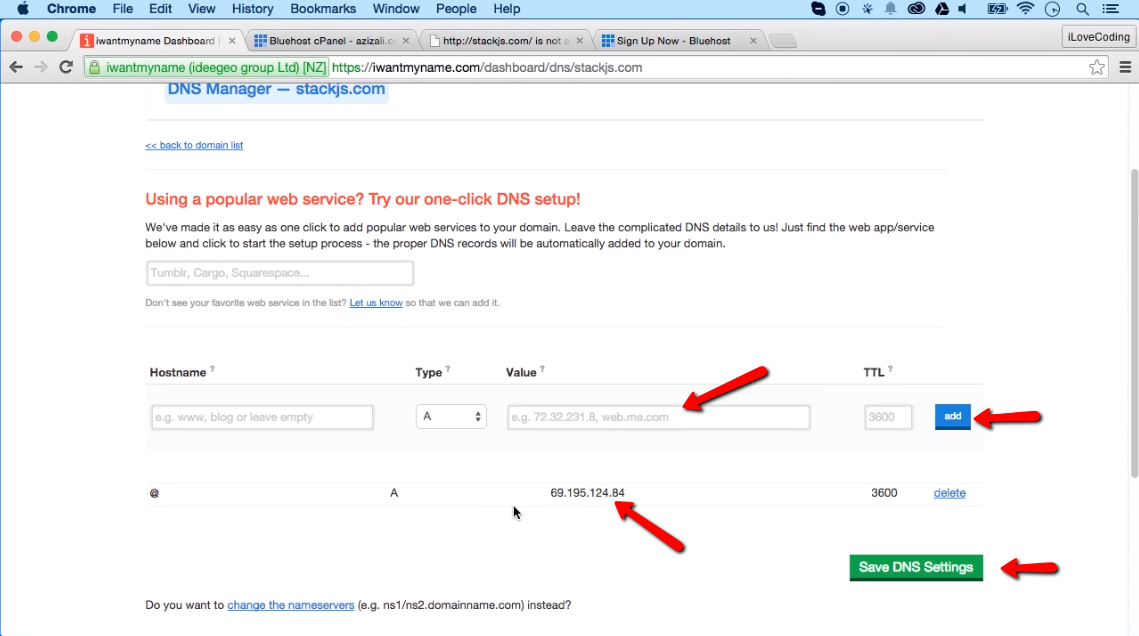 Chrome File Edit View History Bookmarks Window People Help
iwantmyname Dashboard
Bluehost cPanel - azizali.c
http://stackjs.com/ is not a
Sign Up Now - Bluehost
iLoveCoding
iwantmyname (ideegeo group Ltd) [NZ] https://iwantmyname.com/dashboard/dns/stackjs.com
DNS Manager — stackjs.com
<< back to domain list
Using a popular web service? Try our one-click DNS setup!
We've made it as easy as one click to add popular web services to your domain. Leave the complicated DNS details to us! Just find the web app/service
below and click to start the setup process - the proper DNS records will be automatically added to your domain.
Tumblr, Cargo, Squarespace...
Don't see your favorite web service in the list? Let us know so that we can add it.
Hostname ? Type ? Value ? TTL ?
e.g. www, blog or leave empty A e.g. 72.32.231.8, web.me.com 3600 add
@ A 69.195.124.84 3600 delete
Save DNS Settings
Do you want to change the nameservers (e.g. ns1/ns2.domainname.com) instead?